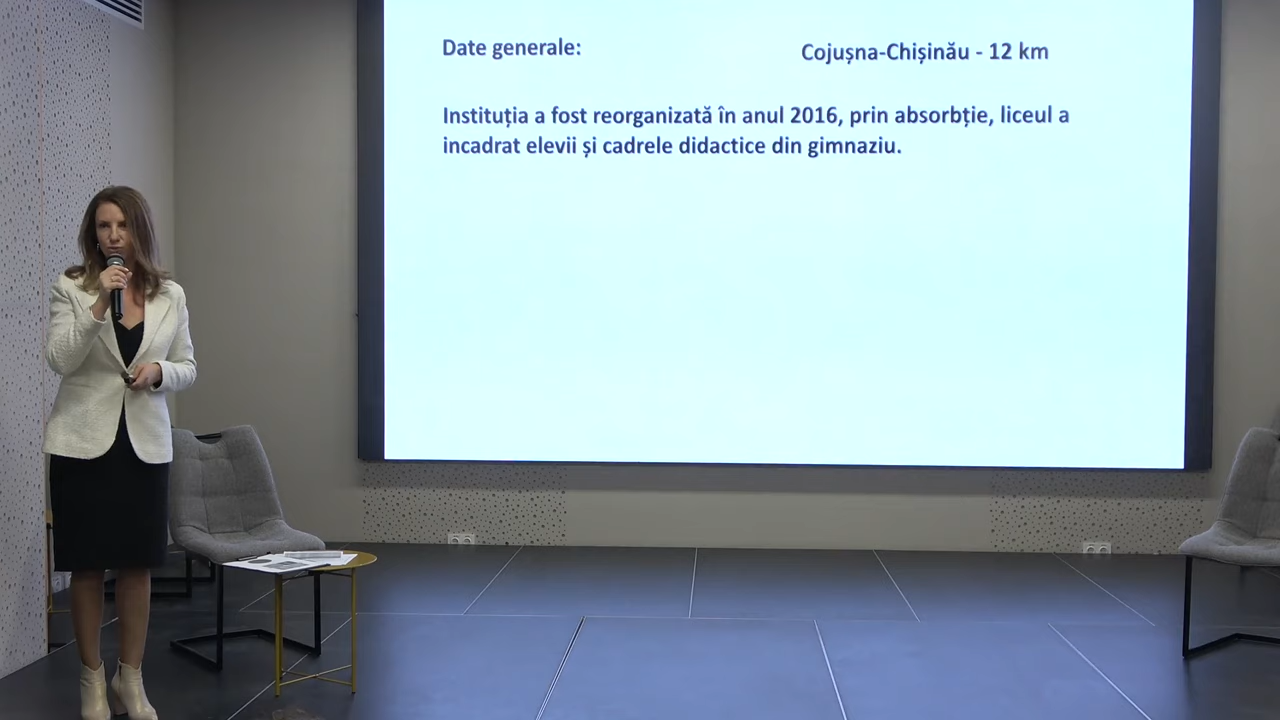 Date generale:
Cojușna-Chișinău - 12 km
Instituția a fost reorganizată în anul 2016, prin absorbție, liceul a
incadrat elevii și cadrele didactice din gimnaziu.